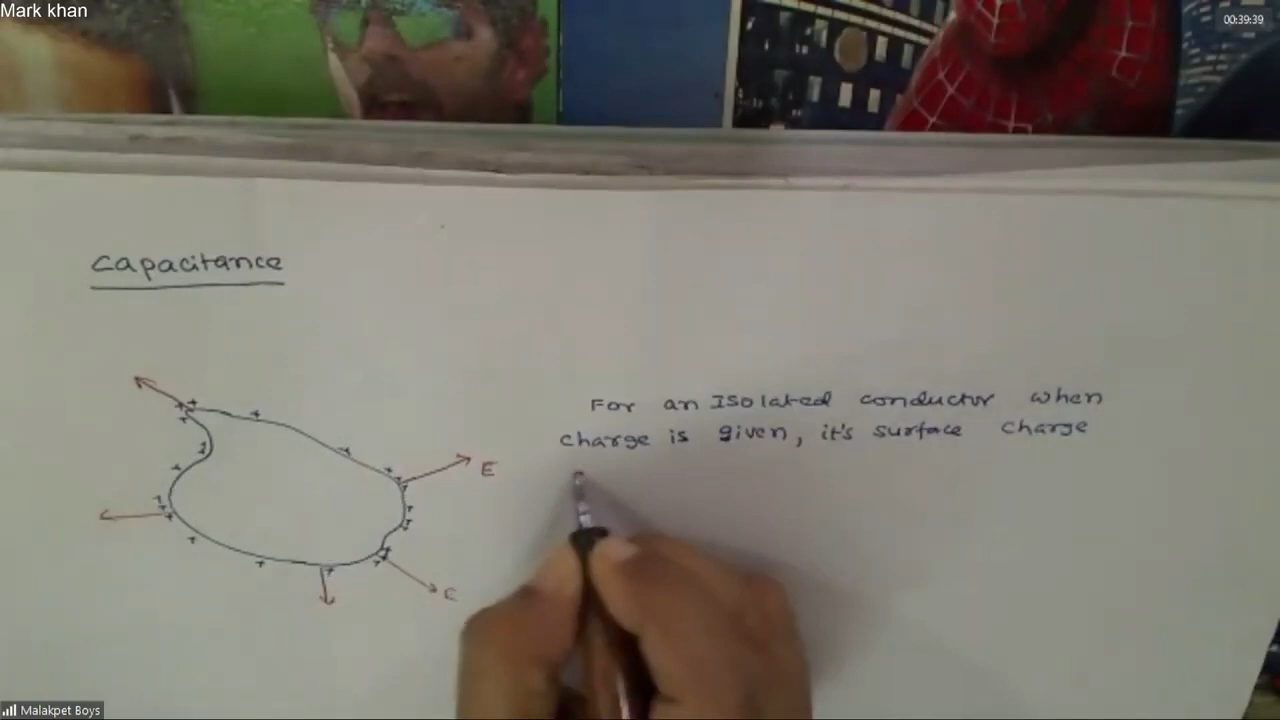 Mark khan
00:39:39
Capacitance
For an Isolated conductor when
charge is given, it's surface charge
E
E
Malakpet Boys